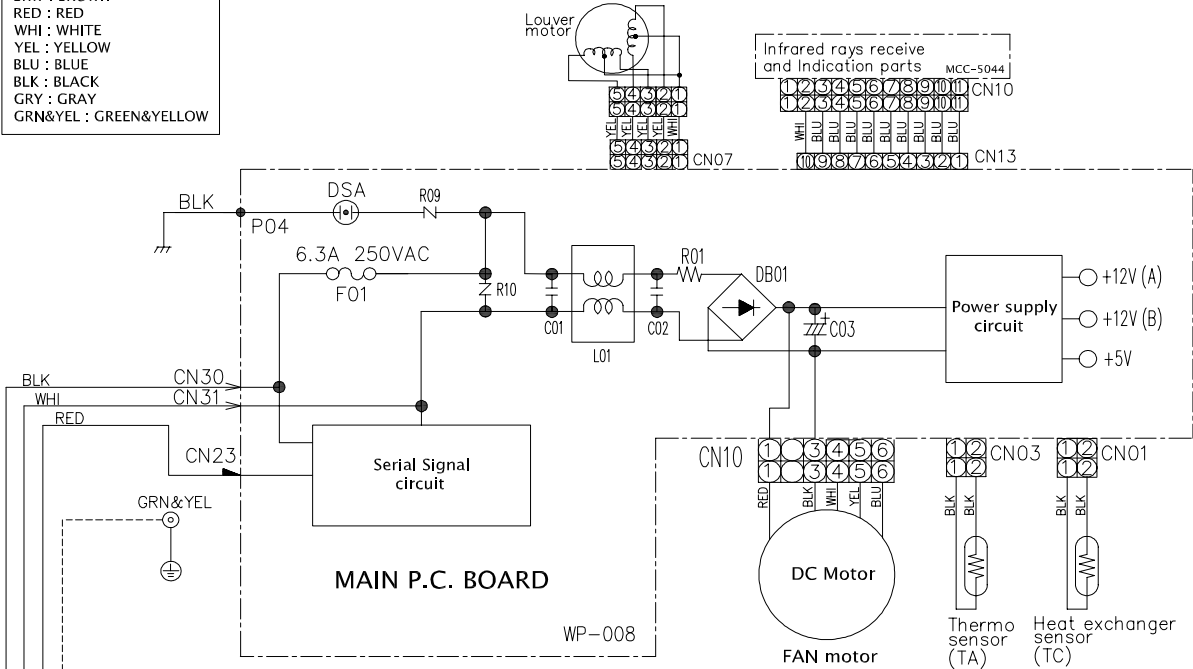 RED : RED
WHI : WHITE
YEL : YELLOW
BLU : BLUE
BLK : BLACK
GRY : GRAY
GRN&YEL : GREEN&YELLOW
Louver
motor
Infrared rays receive
and Indication parts
MCC-5044
5 4 3 2 1
5 4 3 2 1
YEL YEL YEL YEL WHI
5 4 3 2 1
5 4 3 2 1
CN07
1 2 3 4 5 6 7 8 9 10 11
1 2 3 4 5 6 7 8 9 10 11
CN10
WHI BLU BLU BLU BLU BLU BLU BLU BLU BLU
10 9 8 7 6 5 4 3 2 1
CN13
BLK
P04
DSA
R09
6.3A 250VAC
F01
R10
C01
L01
C02
R01
DB01
C03
Power supply
circuit
+12V (A)
+12V (B)
+5V
BLK
CN30
WHI
CN31
RED
CN23
Serial Signal
circuit
GRN&YEL
MAIN P.C. BOARD
WP-008
CN10
1 3 4 5 6
1 3 4 5 6
RED BLK WHI YEL BLU
DC Motor
FAN motor
1 2
1 2
CN03
BLK BLK
Thermo
sensor
(TA)
1 2
1 2
CN01
BLK BLK
Heat exchanger
sensor
(TC)